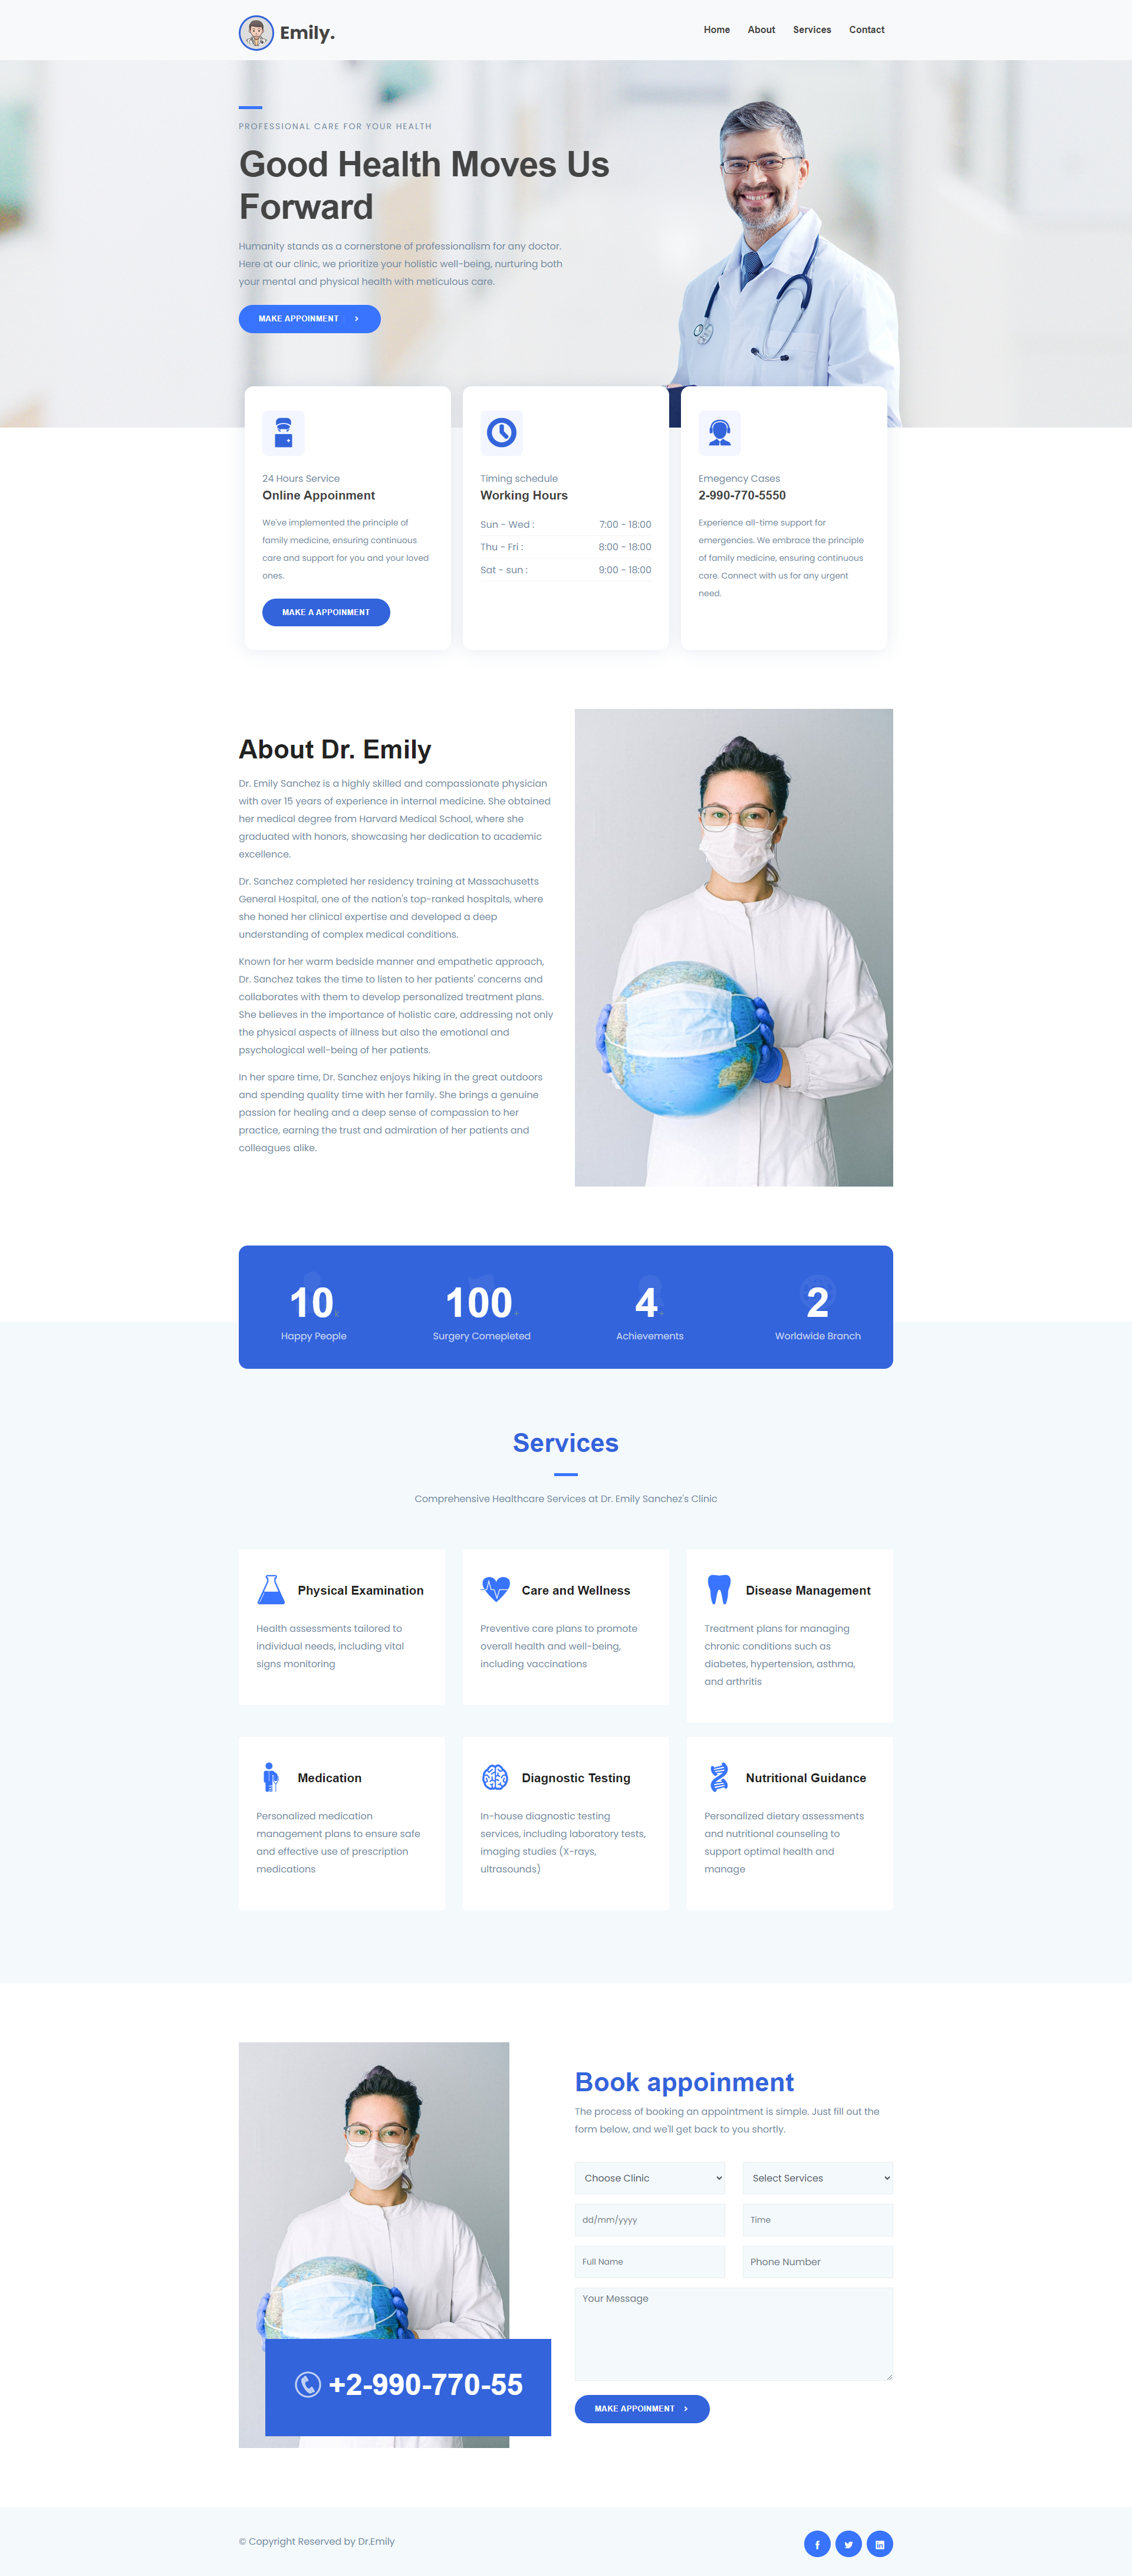 Emily.
Home
About
Services
Contact
PROFESSIONAL CARE FOR YOUR HEALTH
Good Health Moves Us
Forward
Humanity stands as a cornerstone of professionalism for any doctor.
Here at our clinic, we prioritize your holistic well-being, nurturing both
your mental and physical health with meticulous care.
MAKE APPOINMENT
24 Hours Service
Online Appoinment
We've implemented the principle of
family medicine, ensuring continuous
care and support for you and your loved
ones.
MAKE A APPOINMENT
Timing schedule
Working Hours
Sun - Wed : 7:00 - 18:00
Thu - Fri : 8:00 - 18:00
Sat - sun : 9:00 - 18:00
Emegency Cases
2-990-770-5550
Experience all-time support for
emergencies. We embrace the principle
of family medicine, ensuring continuous
care. Connect with us for any urgent
need.
About Dr. Emily
Dr. Emily Sanchez is a highly skilled and compassionate physician
with over 15 years of experience in internal medicine. She obtained
her medical degree from Harvard Medical School, where she
graduated with honors, showcasing her dedication to academic
excellence.
Dr. Sanchez completed her residency training at Massachusetts
General Hospital, one of the nation's top-ranked hospitals, where
she honed her clinical expertise and developed a deep
understanding of complex medical conditions.
Known for her warm bedside manner and empathetic approach,
Dr. Sanchez takes the time to listen to her patients' concerns and
collaborates with them to develop personalized treatment plans.
She believes in the importance of holistic care, addressing not only
the physical aspects of illness but also the emotional and
psychological well-being of her patients.
In her spare time, Dr. Sanchez enjoys hiking in the great outdoors
and spending quality time with her family. She brings a genuine
passion for healing and a deep sense of compassion to her
practice, earning the trust and admiration of her patients and
colleagues alike.
10k
Happy People
100+
Surgery Comepleted
4+
Achievements
2
Worldwide Branch
Services
Comprehensive Healthcare Services at Dr. Emily Sanchez's Clinic
Physical Examination
Health assessments tailored to
individual needs, including vital
signs monitoring
Care and Wellness
Preventive care plans to promote
overall health and well-being,
including vaccinations
Disease Management
Treatment plans for managing
chronic conditions such as
diabetes, hypertension, asthma,
and arthritis
Medication
Personalized medication
management plans to ensure safe
and effective use of prescription
medications
Diagnostic Testing
In-house diagnostic testing
services, including laboratory tests,
imaging studies (X-rays,
ultrasounds)
Nutritional Guidance
Personalized dietary assessments
and nutritional counseling to
support optimal health and
manage
+2-990-770-55
Book appoinment
The process of booking an appointment is simple. Just fill out the
form below, and we'll get back to you shortly.
Choose Clinic
Select Services
dd/mm/yyyy
Time
Full Name
Phone Number
Your Message
MAKE APPOINMENT
© Copyright Reserved by Dr.Emily